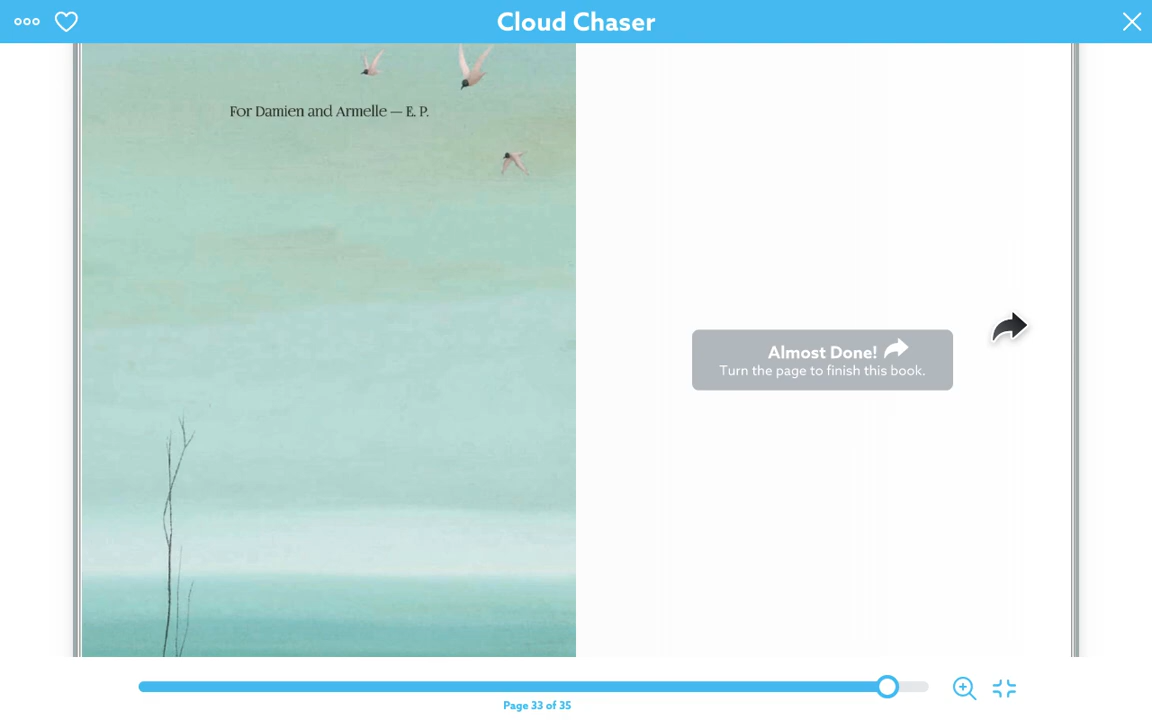 Cloud Chaser
For Damien and Armelle — E. P.
Almost Done!
Turn the page to finish this book.
Page 33 of 35